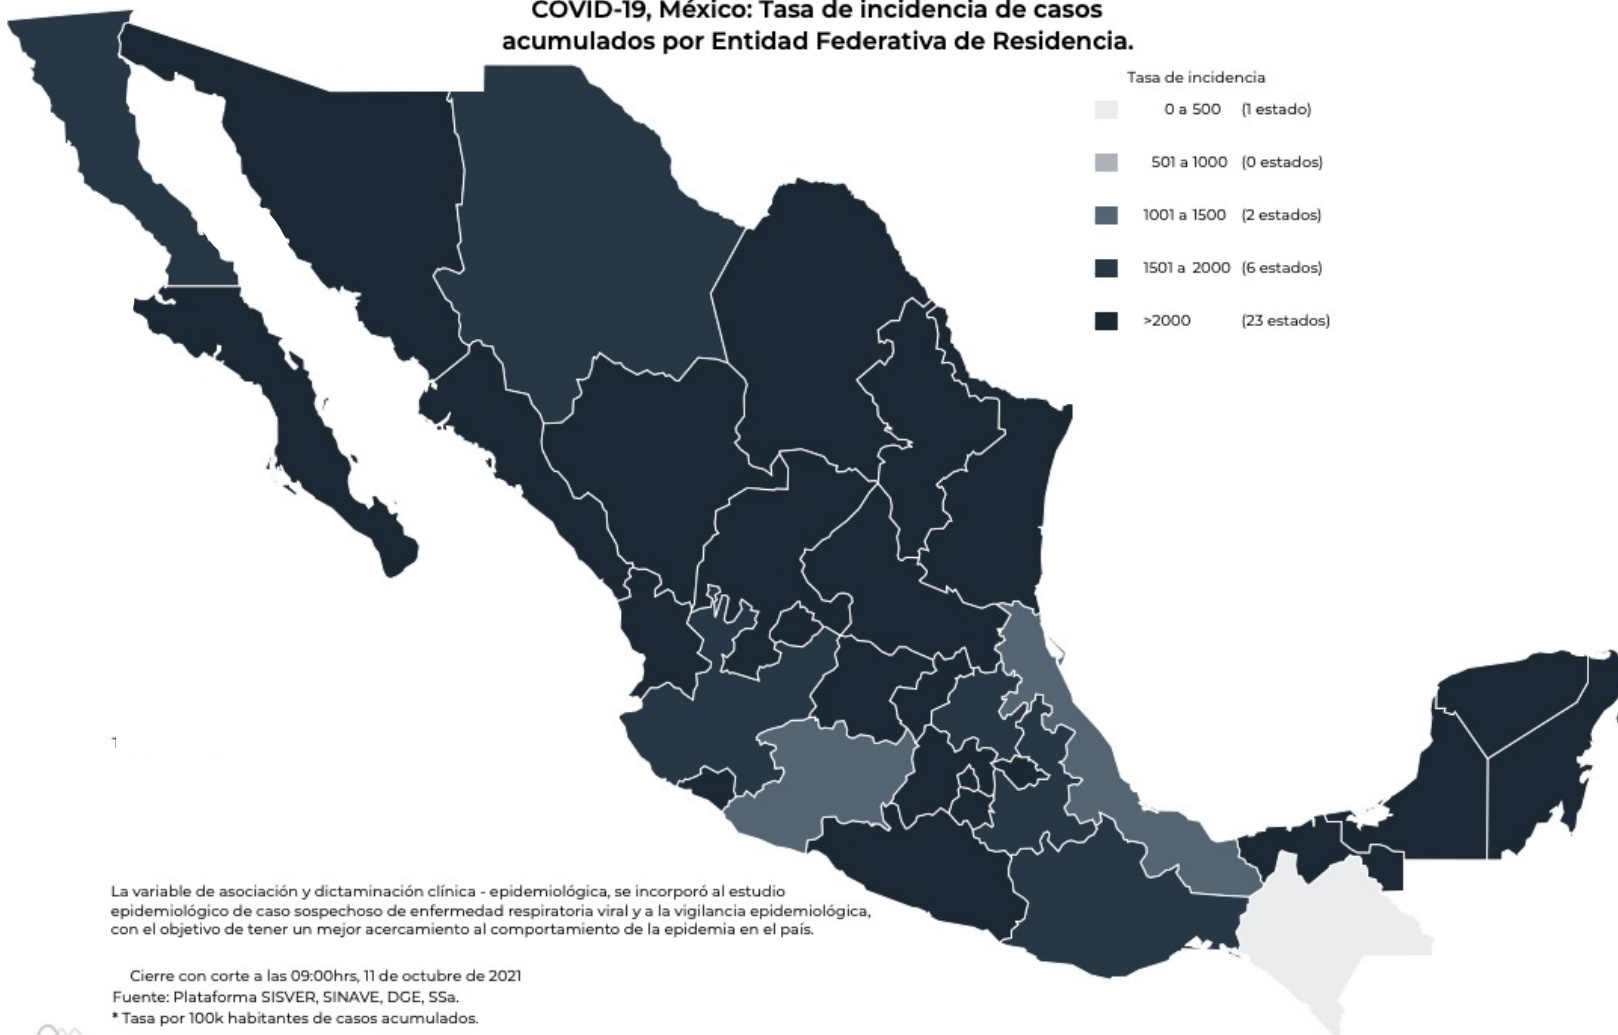 COVID-19, México: Tasa de incidencia de casos
acumulados por Entidad Federativa de Residencia.
Tasa de incidencia
0 a 500 (1 estado)
501 a 1000 (0 estados)
1001 a 1500 (2 estados)
1501 a 2000 (6 estados)
>2000 (23 estados)
La variable de asociación y dictaminación clínica - epidemiológica, se incorporó al estudio
epidemiológico de caso sospechoso de enfermedad respiratoria viral y a la vigilancia epidemiológica,
con el objetivo de tener un mejor acercamiento al comportamiento de la epidemia en el país.
Cierre con corte a las 09:00hrs, 11 de octubre de 2021
Fuente: Plataforma SISVER, SINAVE, DGE, SSa.
* Tasa por 100k habitantes de casos acumulados.